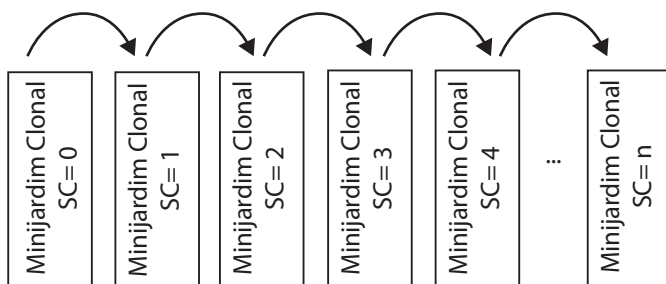 Minijardim Clonal
SC= 0
Minijardim Clonal
SC= 1
Minijardim Clonal
SC= 2
Minijardim Clonal
SC= 3
Minijardim Clonal
SC= 4
...
Minijardim Clonal
SC= n